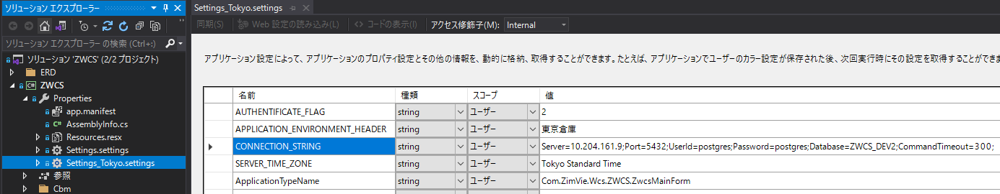 ソリューション エクスプローラー
ソリューション エクスプローラー の検索 (Ctrl+:)
ソリューション 'ZWCS' (2/2 プロジェクト)
ERD
ZWCS
Properties
app.manifest
AssemblyInfo.cs
Resources.resx
Settings.settings
Settings_Tokyo.settings
参照
Cbm
Settings_Tokyo.settings
同期(S) Web 設定の読み込み(L) コードの表示(I) アクセス修飾子(M): Internal
アプリケーション設定によって、アプリケーションのプロパティ設定とその他の情報を、動的に格納、取得することができます。たとえば、アプリケーションでユーザーのカラー設定が保存された後、次回実行時にその設定を取得することができま
名前 種類 スコープ 値
AUTHENTIFICATE_FLAG string ユーザー 2
APPLICATION_ENVIRONMENT_HEADER string ユーザー 東京倉庫
CONNECTION_STRING string ユーザー Server=10.204.161.9;Port=5432;UserId=postgres;Password=postgres;Database=ZWCS_DEV2;CommandTimeout=300;
SERVER_TIME_ZONE string ユーザー Tokyo Standard Time
ApplicationTypeName string ユーザー Com.ZimVie.Wcs.ZWCS.ZwcsMainForm